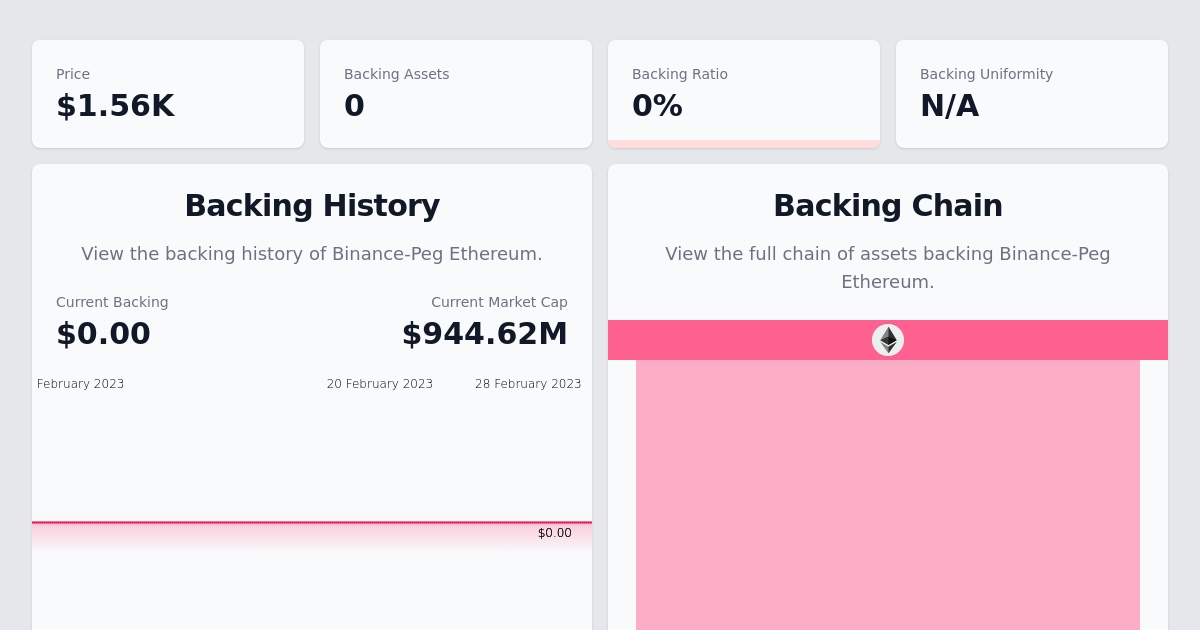 Price
$1.56K
Backing Assets
0
Backing Ratio
0%
Backing Uniformity
N/A
Backing History
View the backing history of Binance-Peg Ethereum.
Current Backing
$0.00
Current Market Cap
$944.62M
February 2023
20 February 2023
28 February 2023
$0.00
Backing Chain
View the full chain of assets backing Binance-Peg
Ethereum.